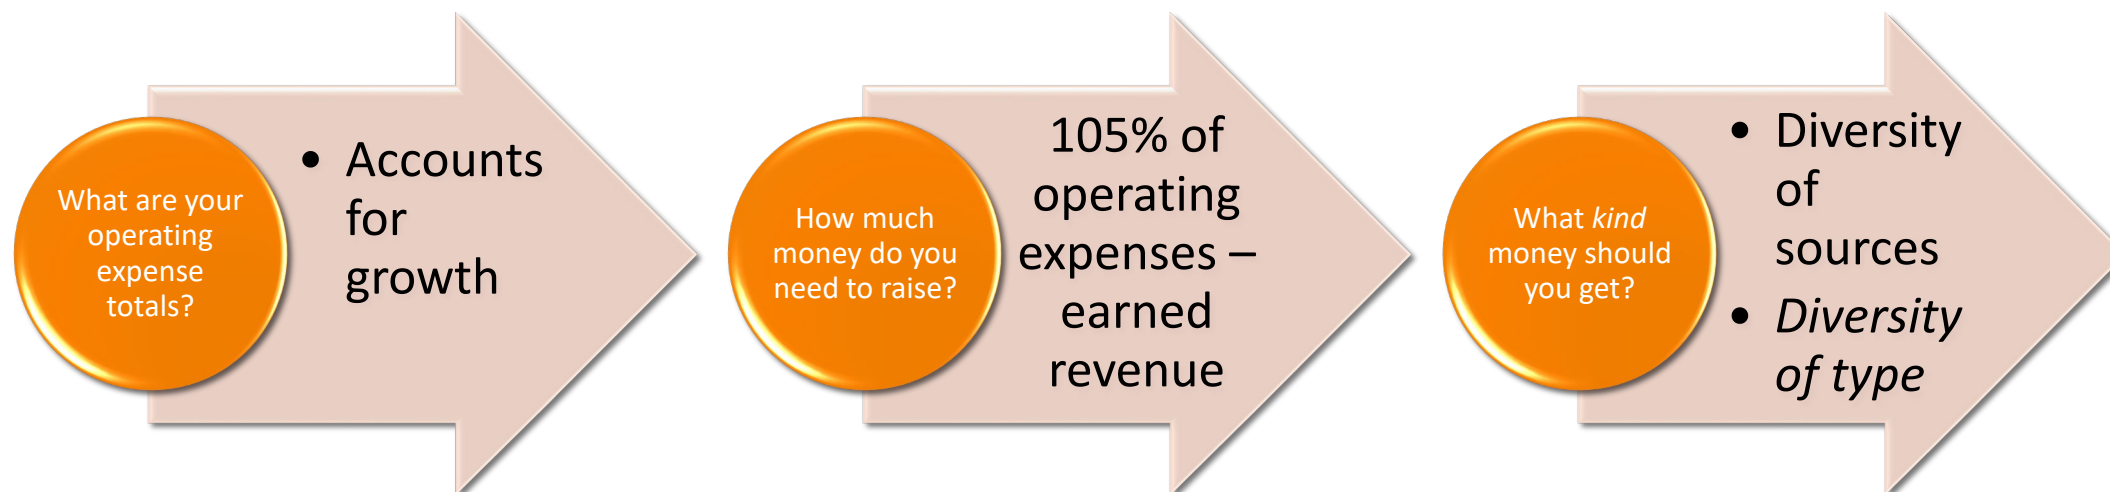 What are your
operating
expense
totals?
• Accounts
for
growth
How much
money do you
need to raise?
105% of
operating
expenses –
earned
revenue
What kind
money should
you get?
• Diversity
of
sources
• Diversity
of type